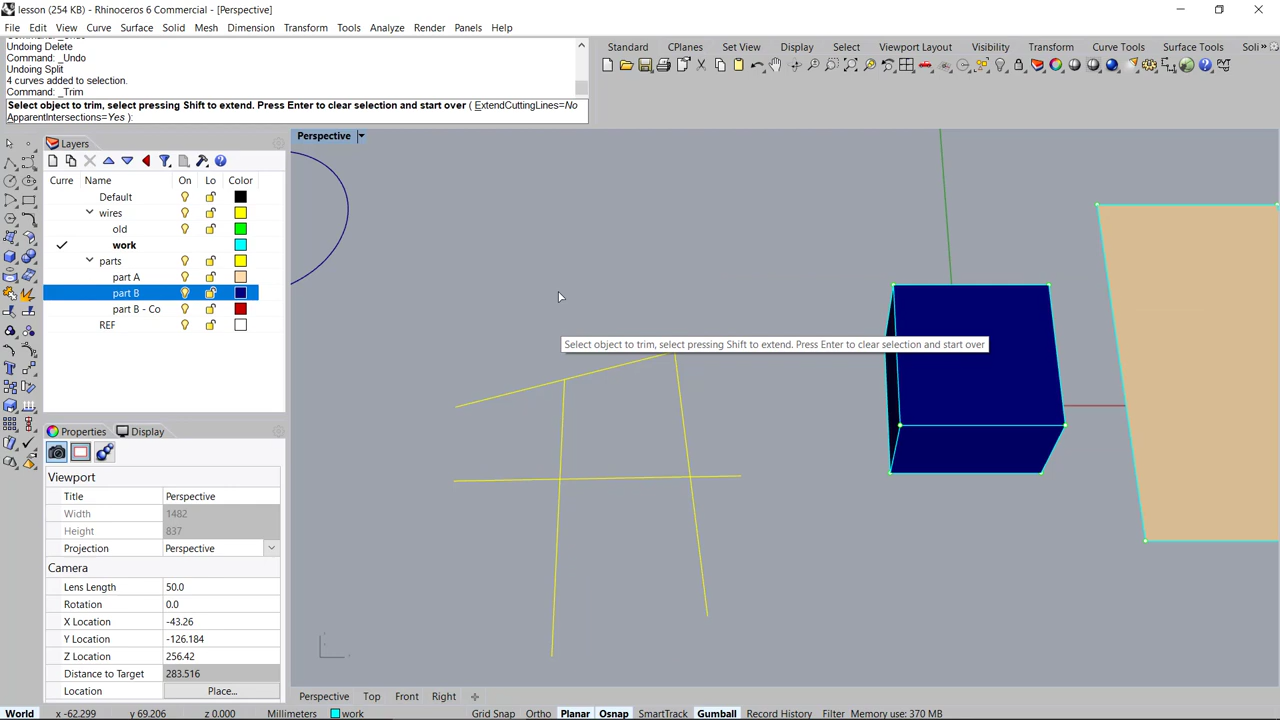 lesson (254 KB) - Rhinoceros 6 Commercial - [Perspective]
File Edit View Curve Surface Solid Mesh Dimension Transform Tools Analyze Render Panels Help
Undoing Delete
Command: _Undo
Undoing Split
4 curves added to selection.
Command: _Trim
Select object to trim, select pressing Shift to extend. Press Enter to clear selection and start over ( ExtendCuttingLines=No
ApparentIntersections=Yes ):
Standard CPlanes Set View Display Select Viewport Layout Visibility Transform Curve Tools Surface Tools Soli
Layers
Curre Name On Lo Color
Default
wires
old
work
parts
part A
part B
part B - Co
REF
Properties Display
Viewport
Title Perspective
Width 1482
Height 837
Projection Perspective
Camera
Lens Length 50.0
Rotation 0.0
X Location -43.26
Y Location -126.184
Z Location 256.42
Distance to Target 283.516
Location Place...
Perspective
Select object to trim, select pressing Shift to extend. Press Enter to clear selection and start over
Perspective Top Front Right
World x -62.299 y 69.206 z 0.000 Millimeters work Grid Snap Ortho Planar Osnap SmartTrack Gumball Record History Filter Memory use: 370 MB